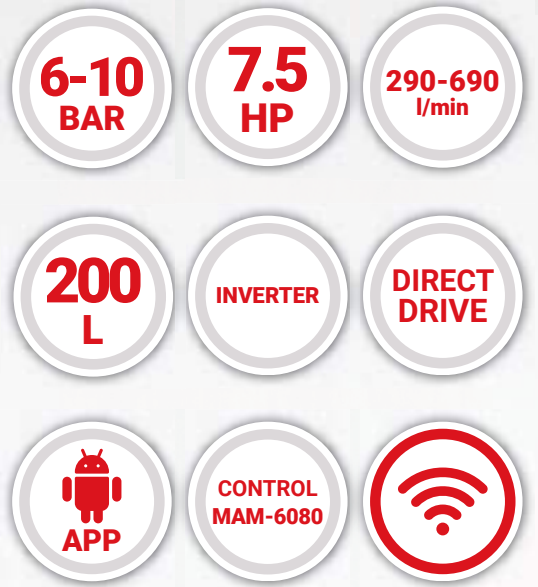 6-10
BAR
7.5
HP
290-690
l/min
200
L
INVERTER
DIRECT
DRIVE
APP
CONTROL
MAM-6080